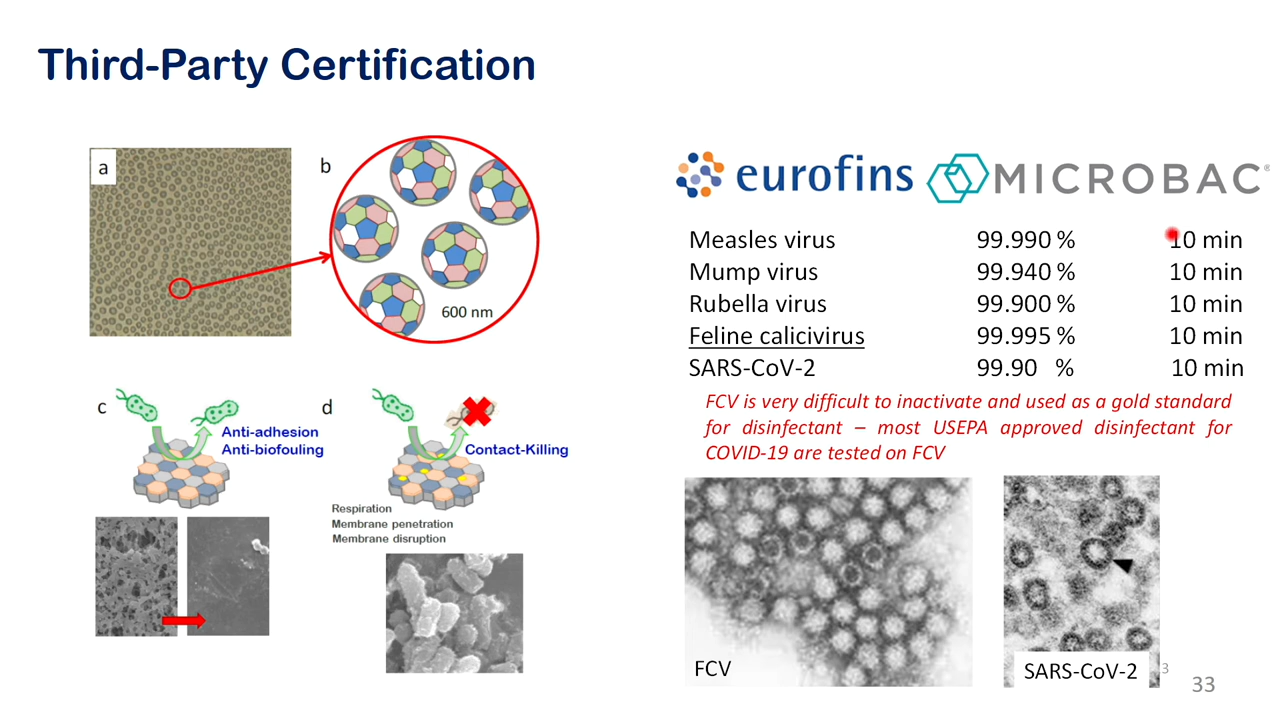 Third-Party Certification
a
b
600 nm
c
Anti-adhesion
Anti-biofouling
d
Contact-Killing
Respiration
Membrane penetration
Membrane disruption
eurofins
MICROBAC®
Measles virus 99.990 % 10 min
Mump virus 99.940 % 10 min
Rubella virus 99.900 % 10 min
Feline calicivirus 99.995 % 10 min
SARS-CoV-2 99.90 % 10 min
FCV is very difficult to inactivate and used as a gold standard
for disinfectant – most USEPA approved disinfectant for
COVID-19 are tested on FCV
FCV
SARS-CoV-2
3
33